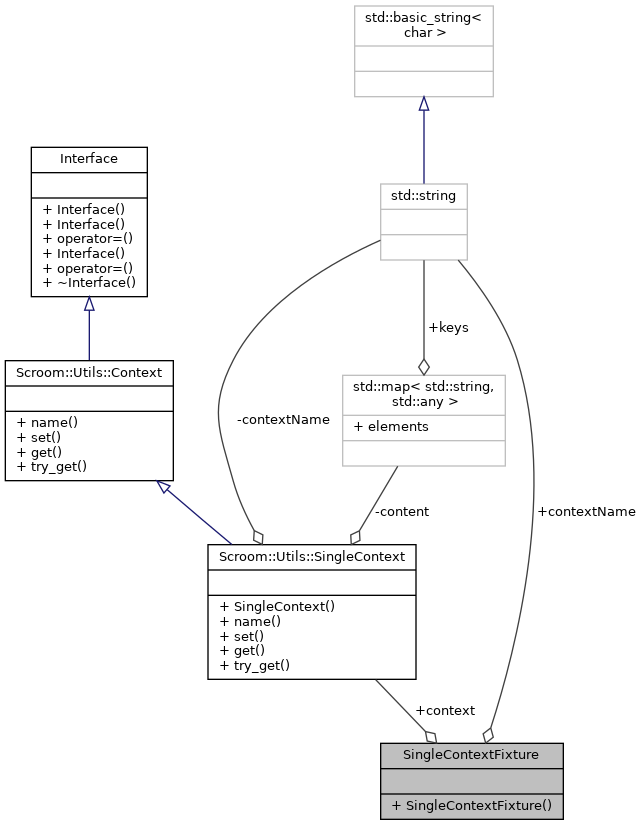 std::basic_string<
char >
Interface
+ Interface()
+ Interface()
+ operator=()
+ Interface()
+ operator=()
+ ~Interface()
std::string
+keys
Scroom::Utils::Context
+ name()
+ set()
+ get()
+ try_get()
std::map< std::string,
std::any >
+ elements
-contextName
-content
+contextName
Scroom::Utils::SingleContext
+ SingleContext()
+ name()
+ set()
+ get()
+ try_get()
+context
SingleContextFixture
+ SingleContextFixture()